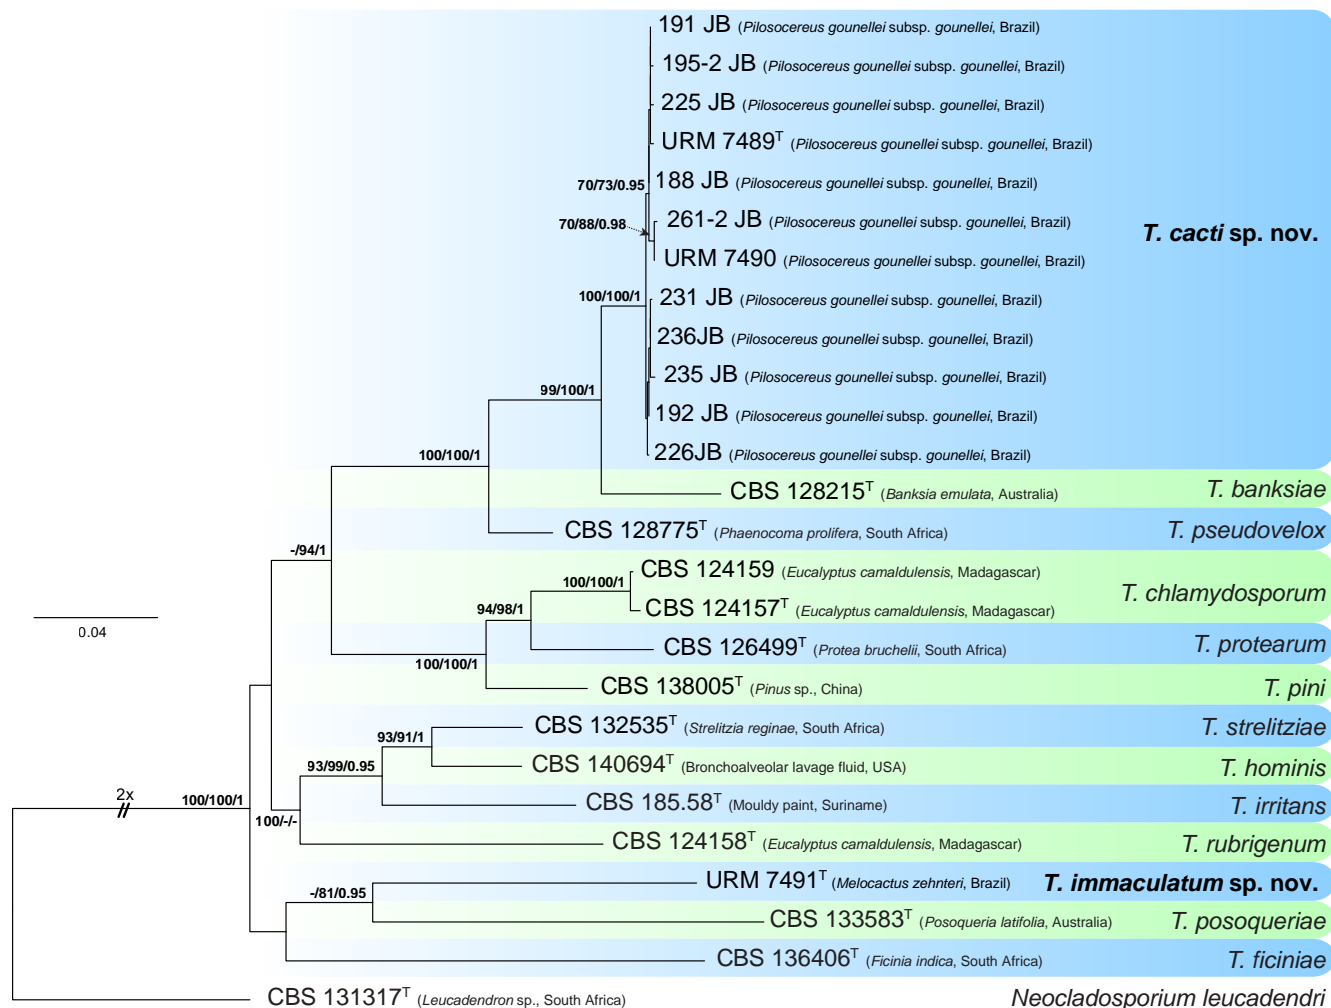 191 JB (Pilosocereus gounellei subsp. gounellei, Brazil)
195-2 JB (Pilosocereus gounellei subsp. gounellei, Brazil)
225 JB (Pilosocereus gounellei subsp. gounellei, Brazil)
URM 7489T (Pilosocereus gounellei subsp. gounellei, Brazil)
70/73/0.95
188 JB (Pilosocereus gounellei subsp. gounellei, Brazil)
70/88/0.98
261-2 JB (Pilosocereus gounellei subsp. gounellei, Brazil)
T. cacti sp. nov.
URM 7490 (Pilosocereus gounellei subsp. gounellei, Brazil)
100/100/1
231 JB (Pilosocereus gounellei subsp. gounellei, Brazil)
236JB (Pilosocereus gounellei subsp. gounellei, Brazil)
235 JB (Pilosocereus gounellei subsp. gounellei, Brazil)
99/100/1
192 JB (Pilosocereus gounellei subsp. gounellei, Brazil)
226JB (Pilosocereus gounellei subsp. gounellei, Brazil)
100/100/1
CBS 128215T (Banksia emulata, Australia) T. banksiae
CBS 128775T (Phaenocoma prolifera, South Africa) T. pseudovelox
-/94/1
CBS 124159 (Eucalyptus camaldulensis, Madagascar)
100/100/1
T. chlamydosporum
CBS 124157T (Eucalyptus camaldulensis, Madagascar)
94/98/1
0.04
CBS 126499T (Protea bruchelii, South Africa) T. protearum
100/100/1
CBS 138005T (Pinus sp., China) T. pini
CBS 132535T (Strelitzia reginae, South Africa) T. strelitziae
93/91/1
CBS 140694T (Bronchoalveolar lavage fluid, USA) T. hominis
93/99/0.95
2x
100/100/1
CBS 185.58T (Mouldy paint, Suriname) T. irritans
100/-/-
CBS 124158T (Eucalyptus camaldulensis, Madagascar) T. rubrigenum
URM 7491T (Melocactus zehnteri, Brazil) T. immaculatum sp. nov.
-/81/0.95
CBS 133583T (Posoqueria latifolia, Australia) T. posoqueriae
CBS 136406T (Ficinia indica, South Africa) T. ficiniae
CBS 131317T (Leucadendron sp., South Africa) Neocladosporium leucadendri